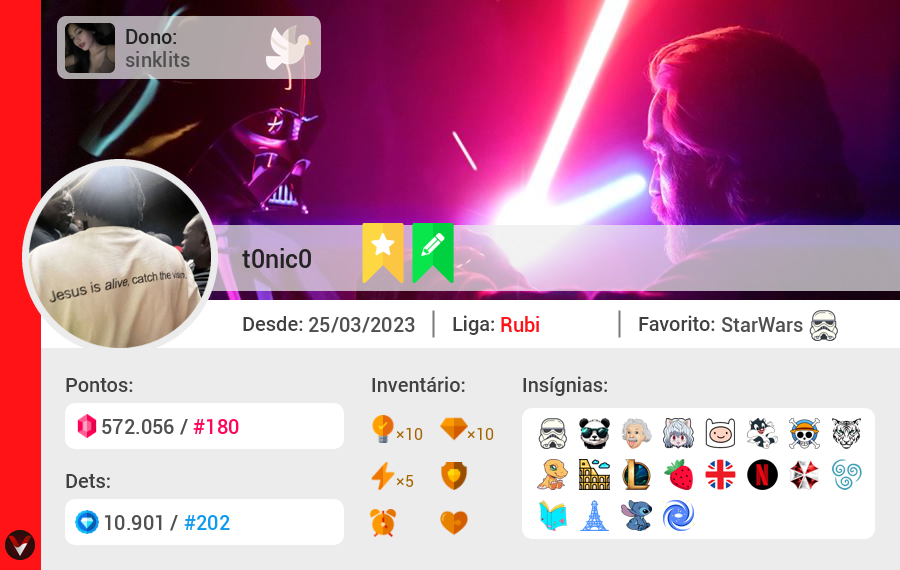 Dono:
sinklits
Jesus is alive, catch the vision.
t0nic0
Desde: 25/03/2023 | Liga: Rubi | Favorito: StarWars
Pontos:
572.056 / #180
Dets:
10.901 / #202
Inventário:
×10
×10
×5
Insígnias:
L
N